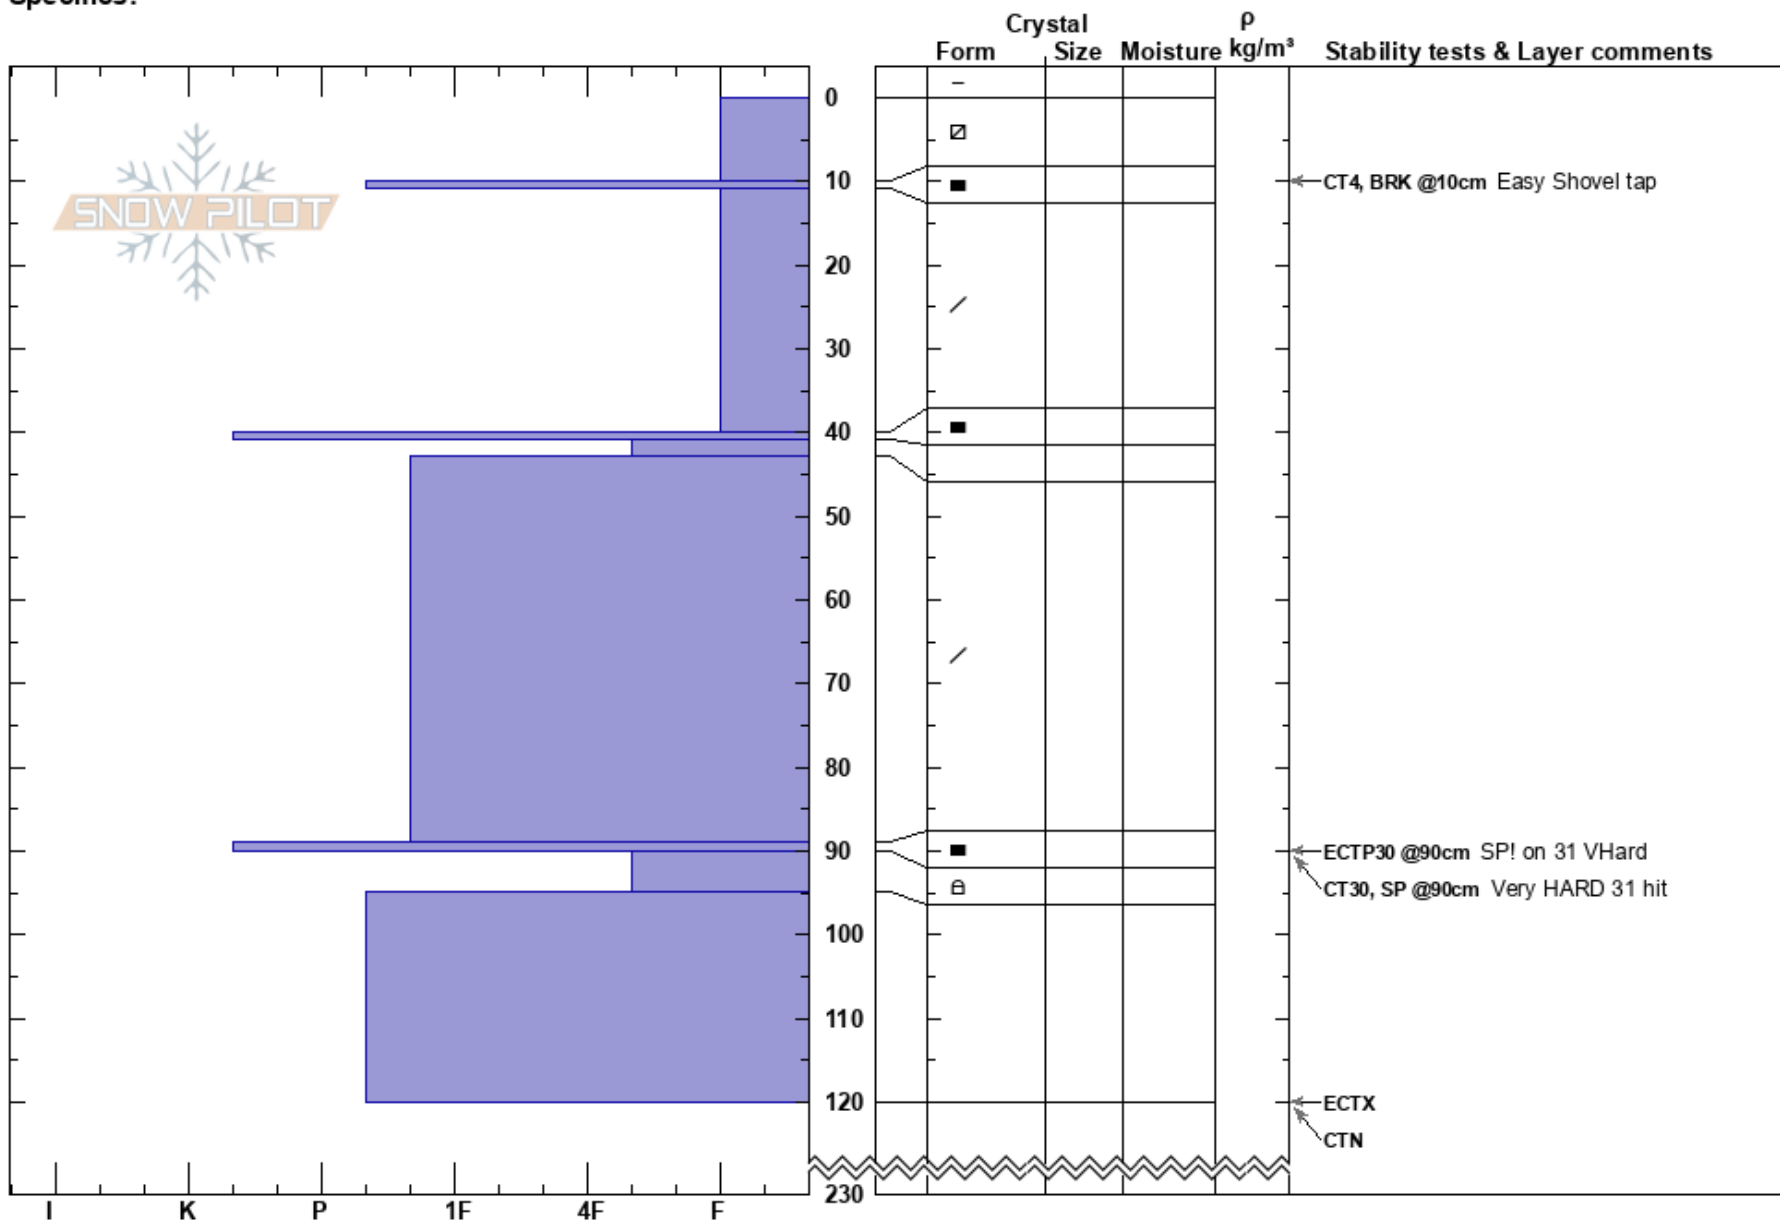 Specifics:
Crystal
ρ
Form Size Moisture kg/m³ Stability tests & Layer comments
0
10 CT4, BRK @10cm Easy Shovel tap
SNOW PILOT
20
30
40
50
60
70
80
90 ECTP30 @90cm SP! on 31 VHard
CT30, SP @90cm Very HARD 31 hit
100
110
120 ECTX
CTN
230
I K P 1F 4F F